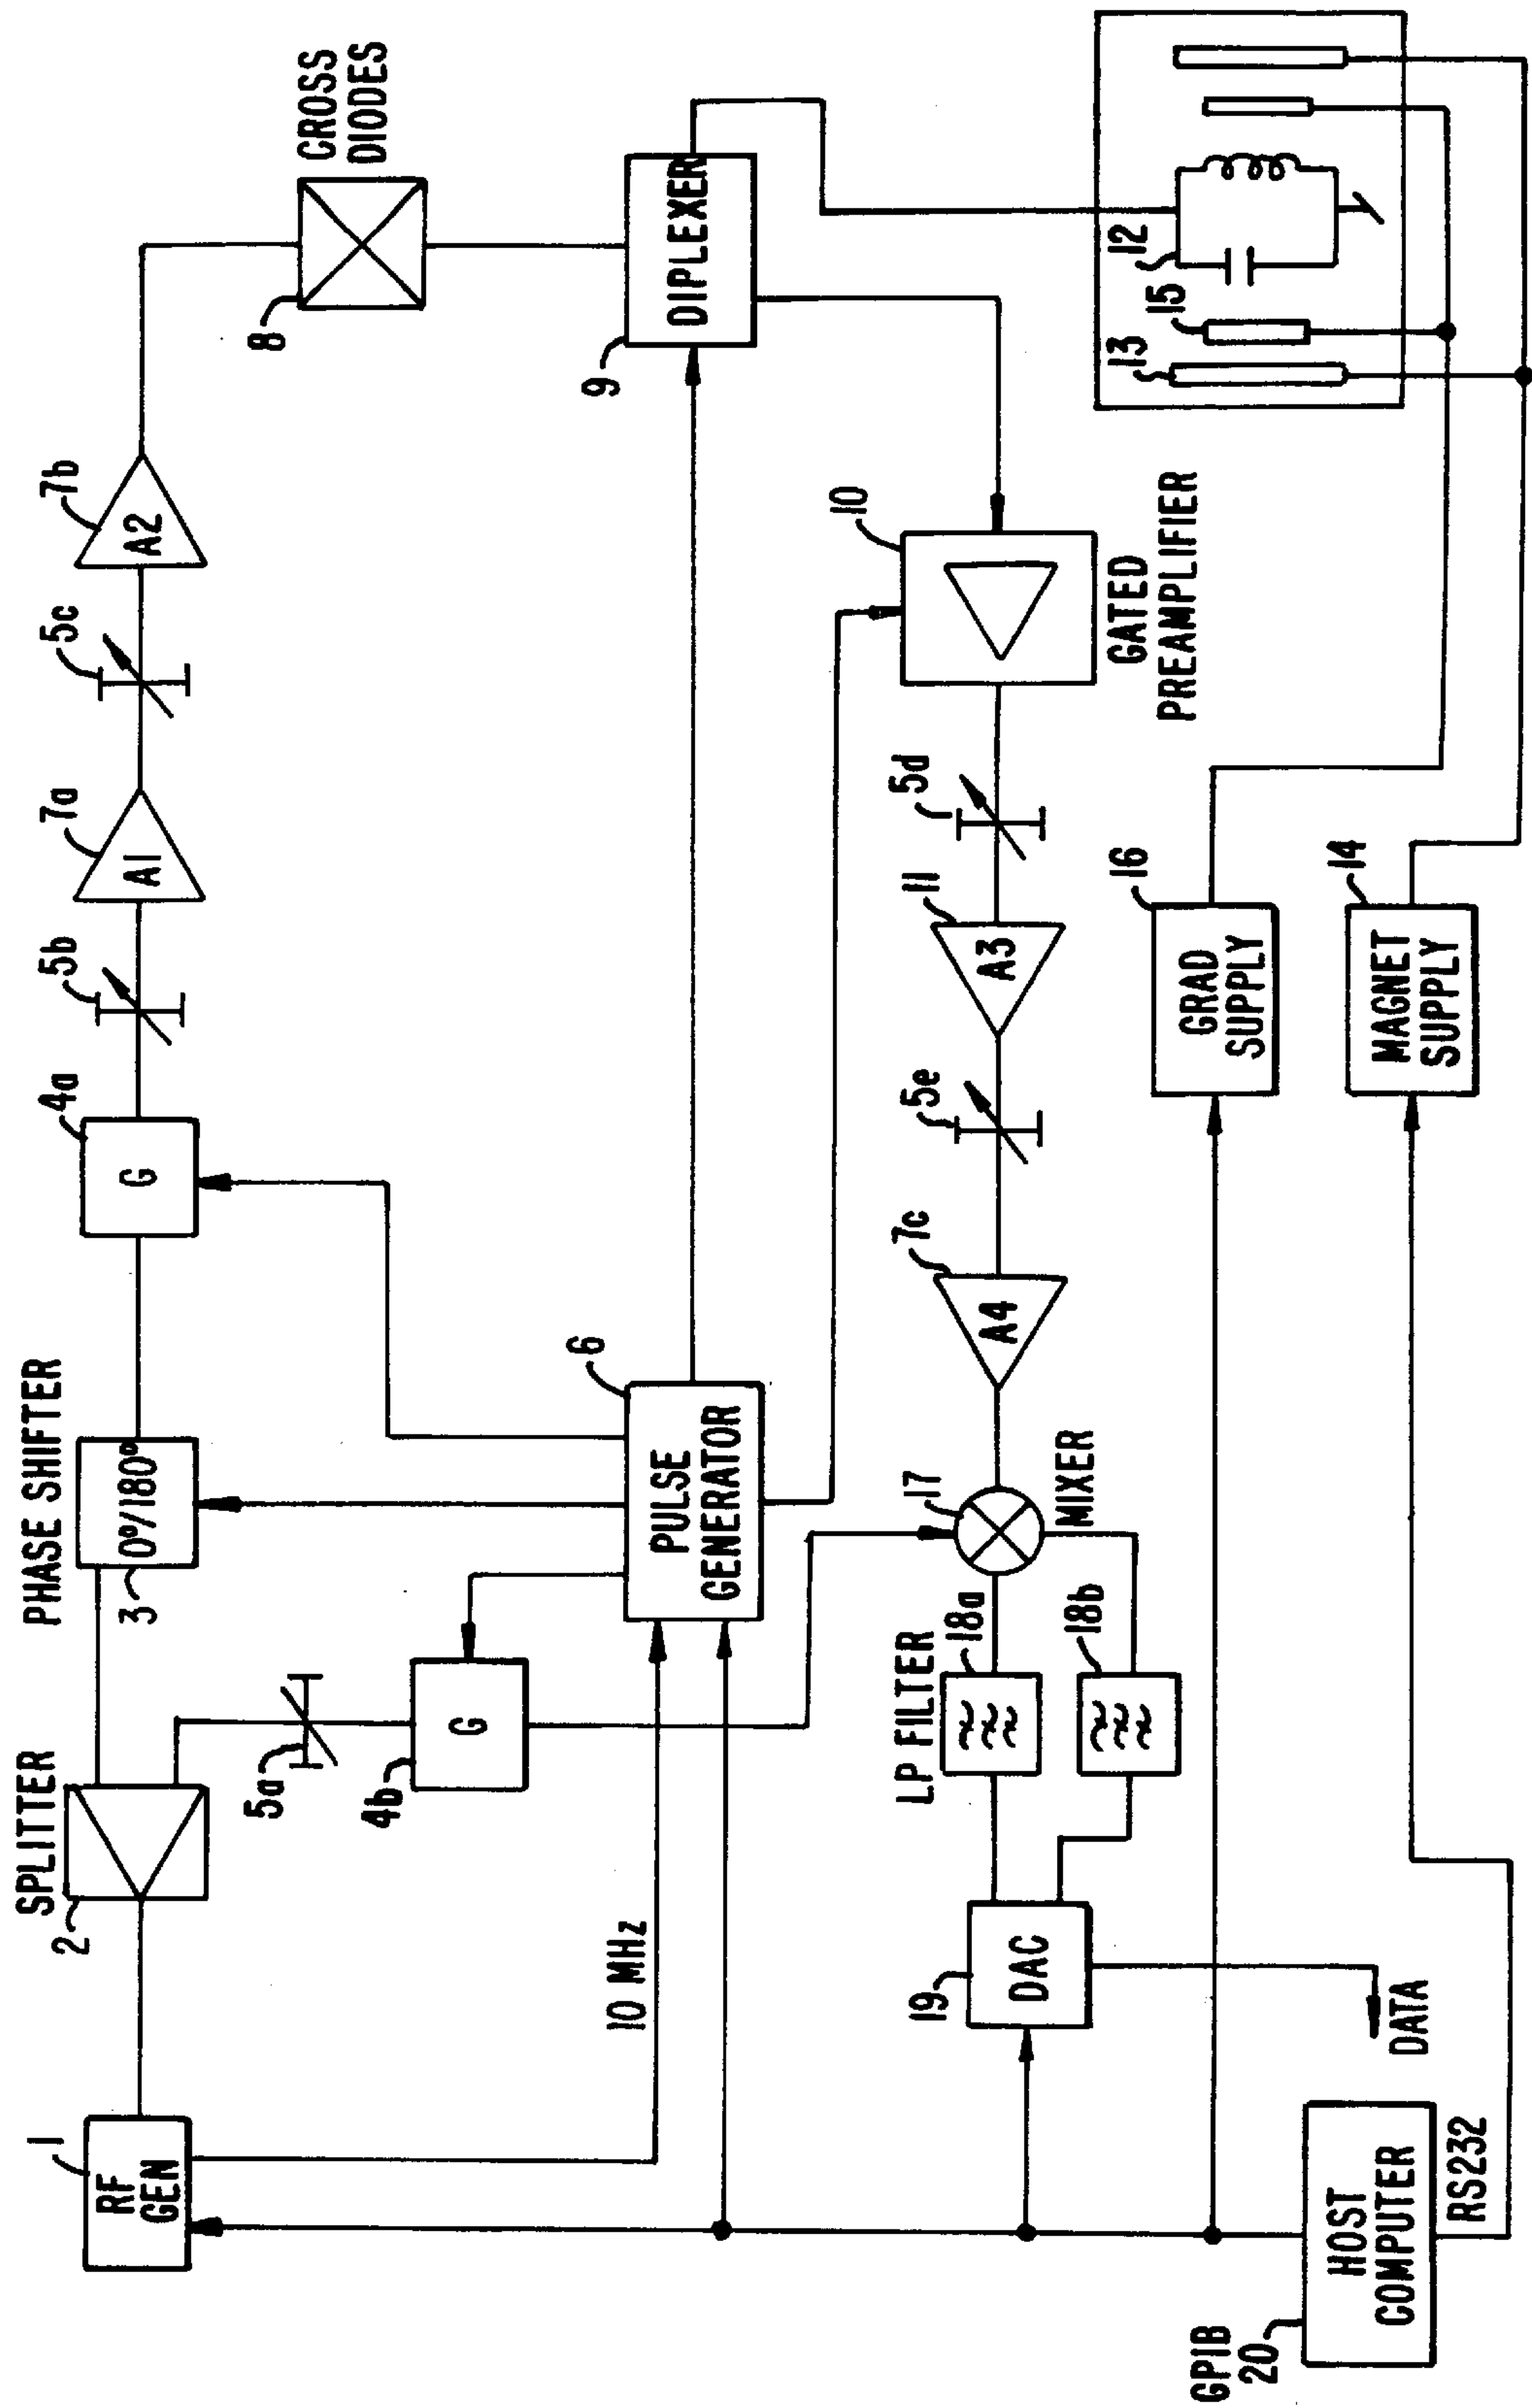 1
RF
GEN
SPLITTER
2
PHASE SHIFTER
0°/180°
3
4a
G
5b
7a
A1
5c
7b
A2
CROSS
DIODES
8
5a
4b
G
10 MHz
6
PULSE
GENERATOR
9
DIPLEXER
10
GATED
PREAMPLIFIER
5d
11
A3
5e
7c
A4
17
MIXER
LP FILTER
18a
18b
19
DAC
DATA
12
15
13
16
GRAD
SUPPLY
14
MAGNET
SUPPLY
GPIB
20
HOST
COMPUTER
RS232